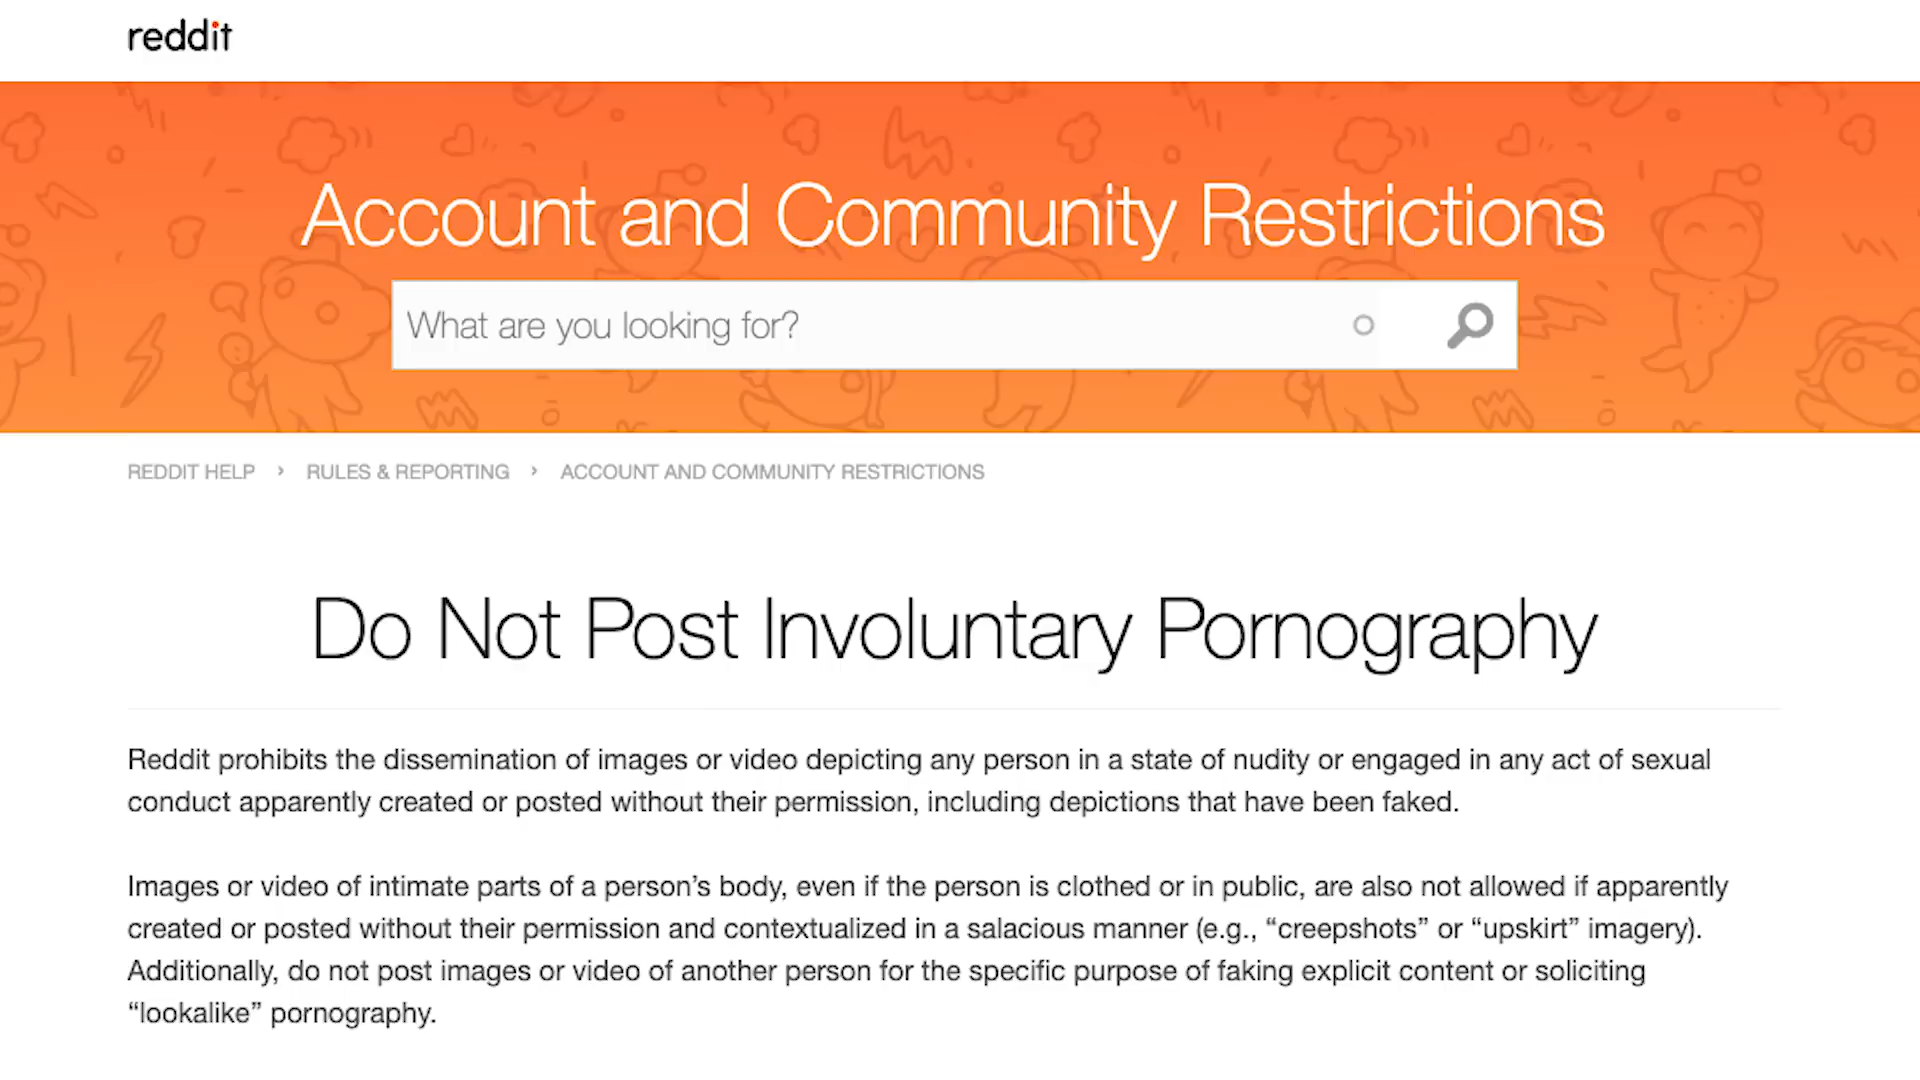 reddit
Account and Community Restrictions
What are you looking for?
REDDIT HELP > RULES & REPORTING > ACCOUNT AND COMMUNITY RESTRICTIONS
Do Not Post Involuntary Pornography
Reddit prohibits the dissemination of images or video depicting any person in a state of nudity or engaged in any act of sexual
conduct apparently created or posted without their permission, including depictions that have been faked.
Images or video of intimate parts of a person’s body, even if the person is clothed or in public, are also not allowed if apparently
created or posted without their permission and contextualized in a salacious manner (e.g., “creepshots” or “upskirt” imagery).
Additionally, do not post images or video of another person for the specific purpose of faking explicit content or soliciting
“lookalike” pornography.